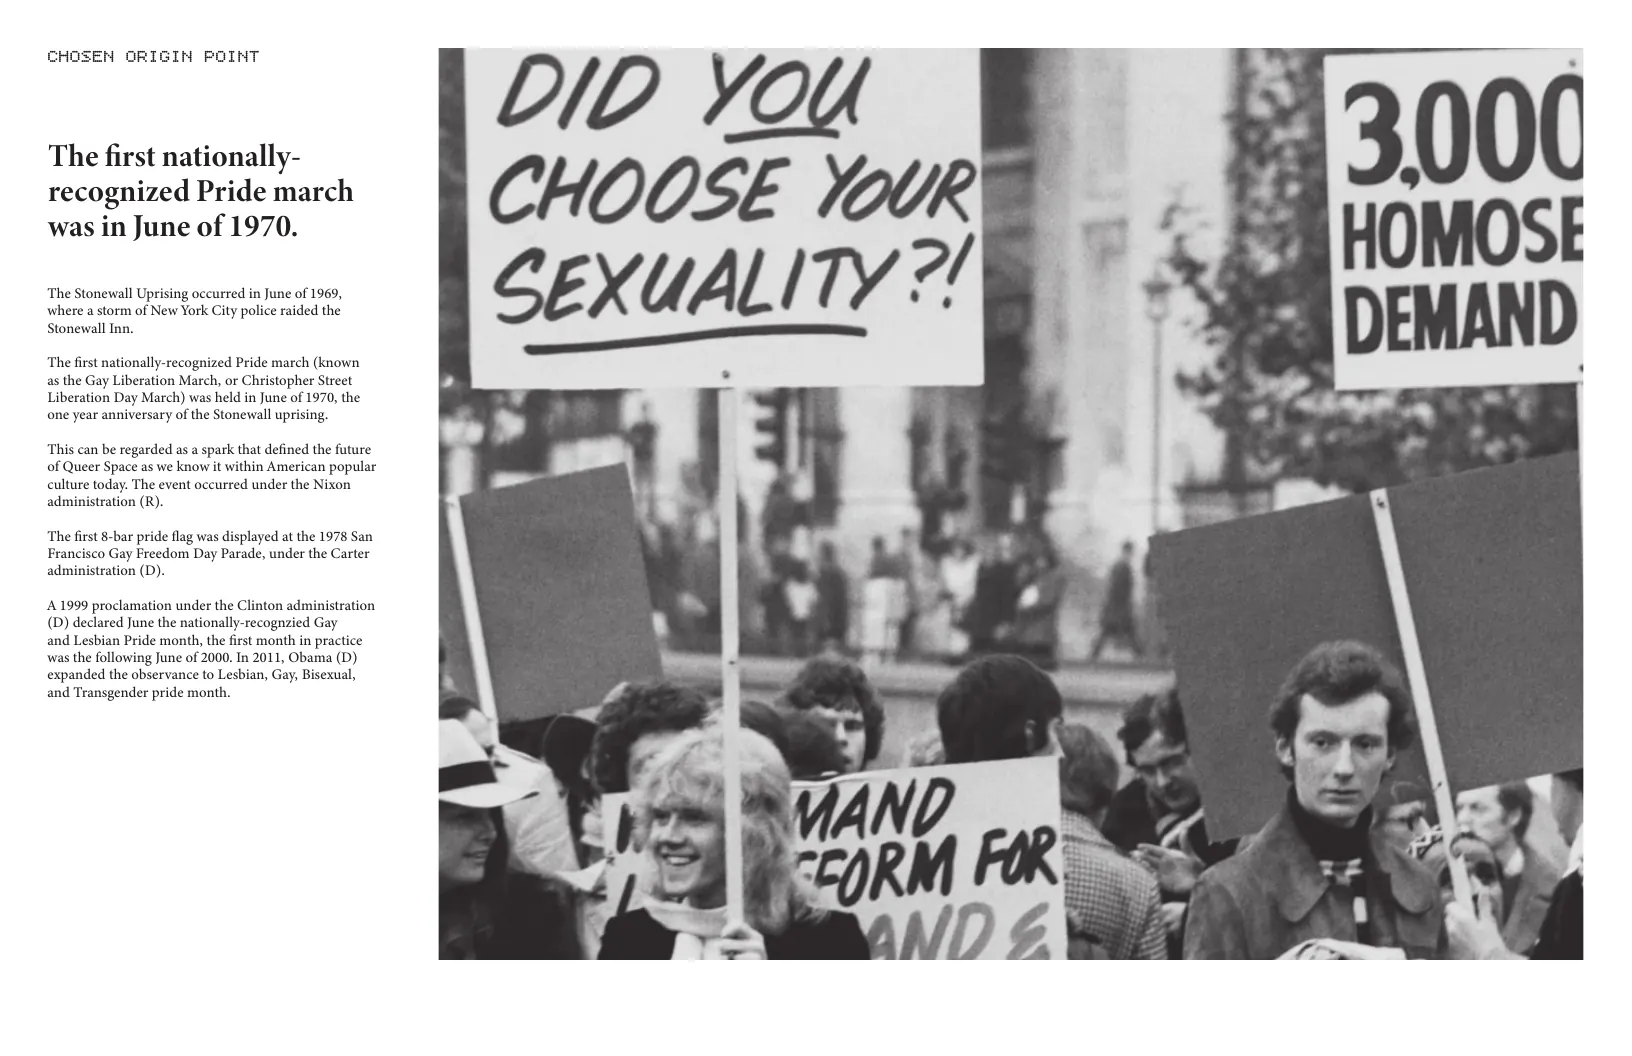 CHOSEN ORIGIN POINT
The first nationally-
recognized Pride march
was in June of 1970.
The Stonewall Uprising occurred in June of 1969,
where a storm of New York City police raided the
Stonewall Inn.
The first nationally-recognized Pride march (known
as the Gay Liberation March, or Christopher Street
Liberation Day March) was held in June of 1970, the
one year anniversary of the Stonewall uprising.
This can be regarded as a spark that defined the future
of Queer Space as we know it within American popular
culture today. The event occurred under the Nixon
administration (R).
The first 8-bar pride flag was displayed at the 1978 San
Francisco Gay Freedom Day Parade, under the Carter
administration (D).
A 1999 proclamation under the Clinton administration
(D) declared June the nationally-recognzied Gay
and Lesbian Pride month, the first month in practice
was the following June of 2000. In 2011, Obama (D)
expanded the observance to Lesbian, Gay, Bisexual,
and Transgender pride month.
DID YOU
CHOOSE YOUR
SEXUALITY?!
3,000
HOMOSE
DEMAND
MAND
FORM FOR
AND &